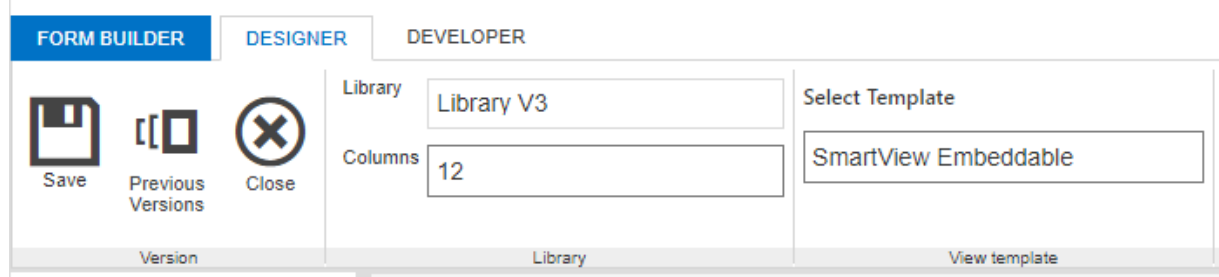 FORM BUILDER
DESIGNER
DEVELOPER
Save
Previous
Versions
Close
Version
Library
Library V3
Columns
12
Library
Select Template
SmartView Embeddable
View template